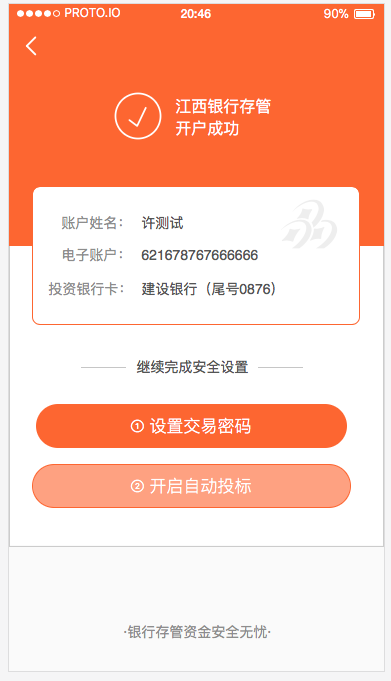 PROTO.IO 20:46 90%
江西银行存管
开户成功
账户姓名： 许测试
电子账户： 621678767666666
投资银行卡： 建设银行（尾号0876）
继续完成安全设置
① 设置交易密码
② 开启自动投标
·银行存管资金安全无忧·